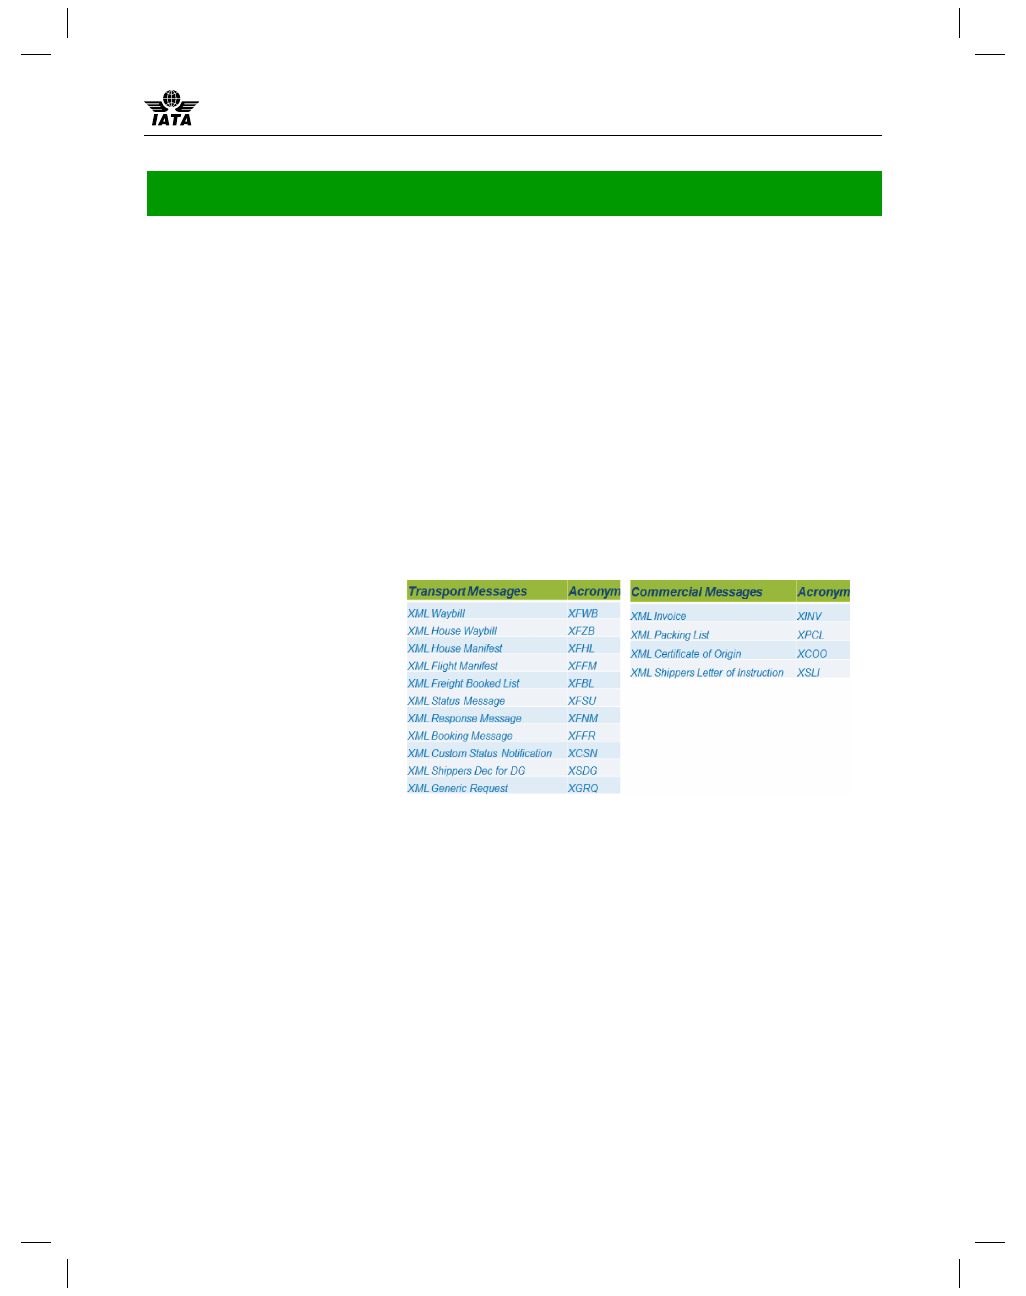 IATA
Transport Messages Acronym
XML Waybill XFWB
XML House Waybill XFZB
XML House Manifest XFHL
XML Flight Manifest XFFM
XML Freight Booked List XFBL
XML Status Message XFSU
XML Response Message XFNM
XML Booking Message XFFR
XML Custom Status Notification XCSN
XML Shippers Dec for DG XSDG
XML Generic Request XGRQ
Commercial Messages Acronym
XML Invoice XINV
XML Packing List XPCL
XML Certificate of Origin XCOO
XML Shippers Letter of Instruction XSLI